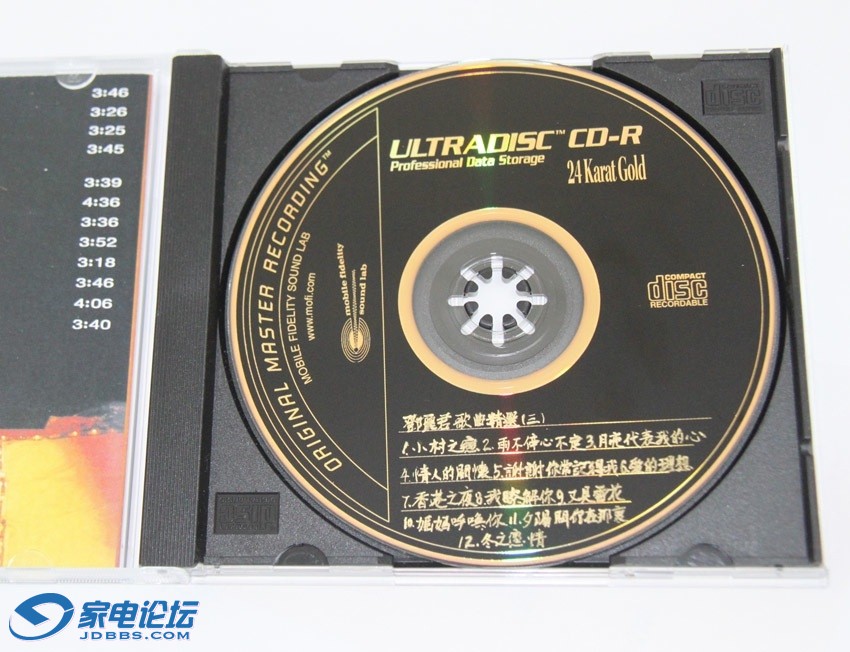 3:46
3:26
3:25
3:45
3:39
4:36
3:36
3:52
3:18
3:46
4:06
3:40
ULTRADISC™ CD-R
Professional Data Storage
24 Karat Gold
ORIGINAL MASTER RECORDING™
MOBILE FIDELITY SOUND LAB
www.mofi.com
mobile fidelity
sound lab
COMPACT
disc
RECORDABLE
disc
鄧麗君歌曲精選(三)
1.小村之戀2.雨不停心不定3.月亮代表我的心
4.情人的關懷5.謝謝你常記得我6.愛的理想
7.香港之夜8.我瞭解你9.又見雪花
10.媽媽呼喚你11.夕陽問你在那裏
12.冬之戀情
家电论坛
JDBBS.COM